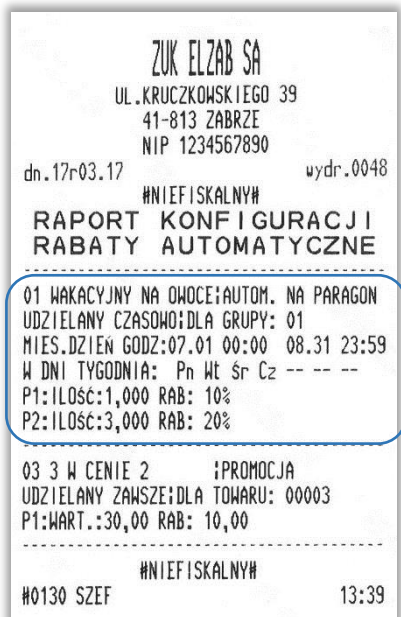 ZUK ELZAB SA
UL.KRUCZKOWSKIEGO 39
41-813 ZABRZE
NIP 1234567890
dn.17r03.17 wydr.0048
#NIEFISKALNY#
RAPORT KONFIGURACJI
RABATY AUTOMATYCZNE
01 WAKACYJNY NA OWOCE¦AUTOM. NA PARAGON
UDZIELANY CZASOWO¦DLA GRUPY: 01
MIES.DZIEŃ GODZ:07.01 00:00 08.31 23:59
W DNI TYGODNIA: Pn Wt Śr Cz -- -- --
P1:ILOŚĆ:1,000 RAB: 10%
P2:ILOŚĆ:3,000 RAB: 20%
03 3 W CENIE 2 ¦PROMOCJA
UDZIELANY ZAWSZE¦DLA TOWARU: 00003
P1:WART.:30,00 RAB: 10,00
#NIEFISKALNY#
#0130 SZEF 13:39